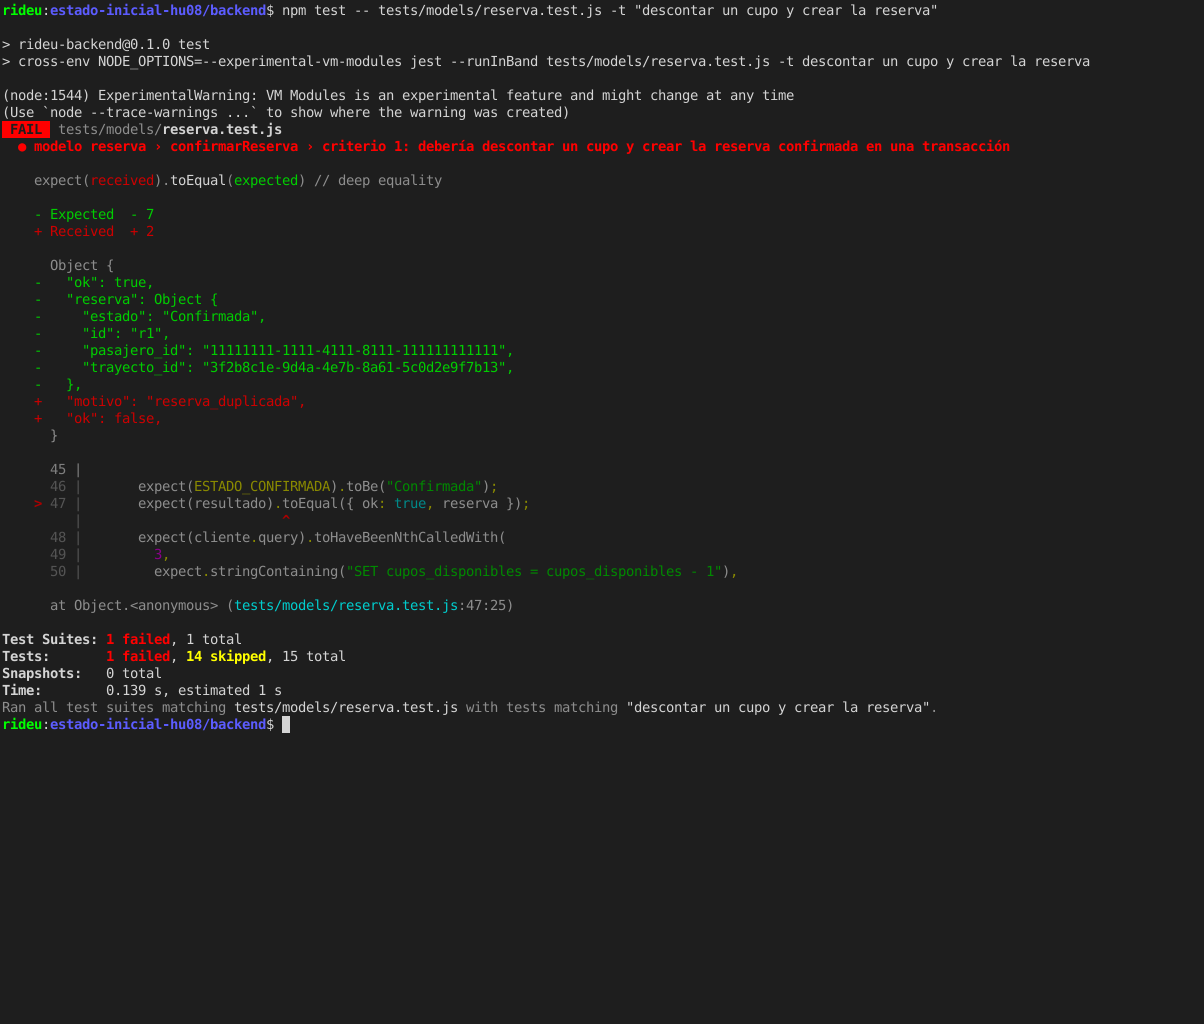 rideu:estado-inicial-hu08/backend$ npm test -- tests/models/reserva.test.js -t "descontar un cupo y crear la reserva"
> rideu-backend@0.1.0 test
> cross-env NODE_OPTIONS=--experimental-vm-modules jest --runInBand tests/models/reserva.test.js -t descontar un cupo y crear la reserva
(node:1544) ExperimentalWarning: VM Modules is an experimental feature and might change at any time
(Use `node --trace-warnings ...` to show where the warning was created)
FAIL tests/models/reserva.test.js
● modelo reserva › confirmarReserva › criterio 1: debería descontar un cupo y crear la reserva confirmada en una transacción
expect(received).toEqual(expected) // deep equality
- Expected  - 7
+ Received  + 2
Object {
-   "ok": true,
-   "reserva": Object {
-     "estado": "Confirmada",
-     "id": "r1",
-     "pasajero_id": "11111111-1111-4111-8111-111111111111",
-     "trayecto_id": "3f2b8c1e-9d4a-4e7b-8a61-5c0d2e9f7b13",
-   },
+   "motivo": "reserva_duplicada",
+   "ok": false,
}
45 |
46 |       expect(ESTADO_CONFIRMADA).toBe("Confirmada");
> 47 |       expect(resultado).toEqual({ ok: true, reserva });
|                         ^
48 |       expect(cliente.query).toHaveBeenNthCalledWith(
49 |         3,
50 |         expect.stringContaining("SET cupos_disponibles = cupos_disponibles - 1"),
at Object.<anonymous> (tests/models/reserva.test.js:47:25)
Test Suites: 1 failed, 1 total
Tests:       1 failed, 14 skipped, 15 total
Snapshots:   0 total
Time:        0.139 s, estimated 1 s
Ran all test suites matching tests/models/reserva.test.js with tests matching "descontar un cupo y crear la reserva".
rideu:estado-inicial-hu08/backend$